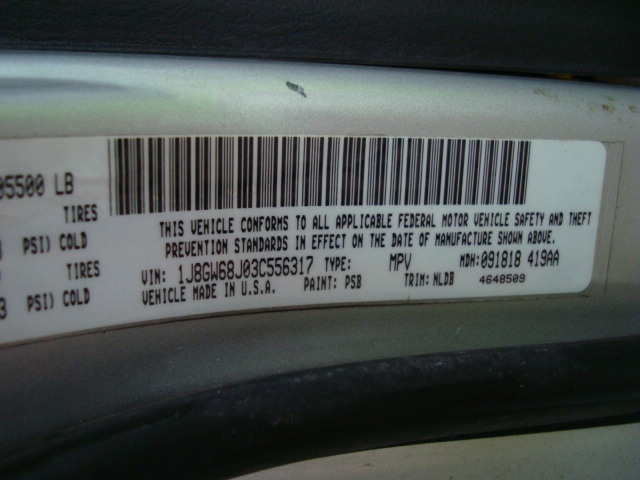 05500 LB
TIRES
PSI) COLD
TIRES
3 PSI) COLD
THIS VEHICLE CONFORMS TO ALL APPLICABLE FEDERAL MOTOR VEHICLE SAFETY AND THEFT
PREVENTION STANDARDS IN EFFECT ON THE DATE OF MANUFACTURE SHOWN ABOVE.
VIN: 1J8GW68J03C556317 TYPE: MPV MDH: 091818 419AA
VEHICLE MADE IN U.S.A. PAINT: PSB TRIM: NLDB 4648509